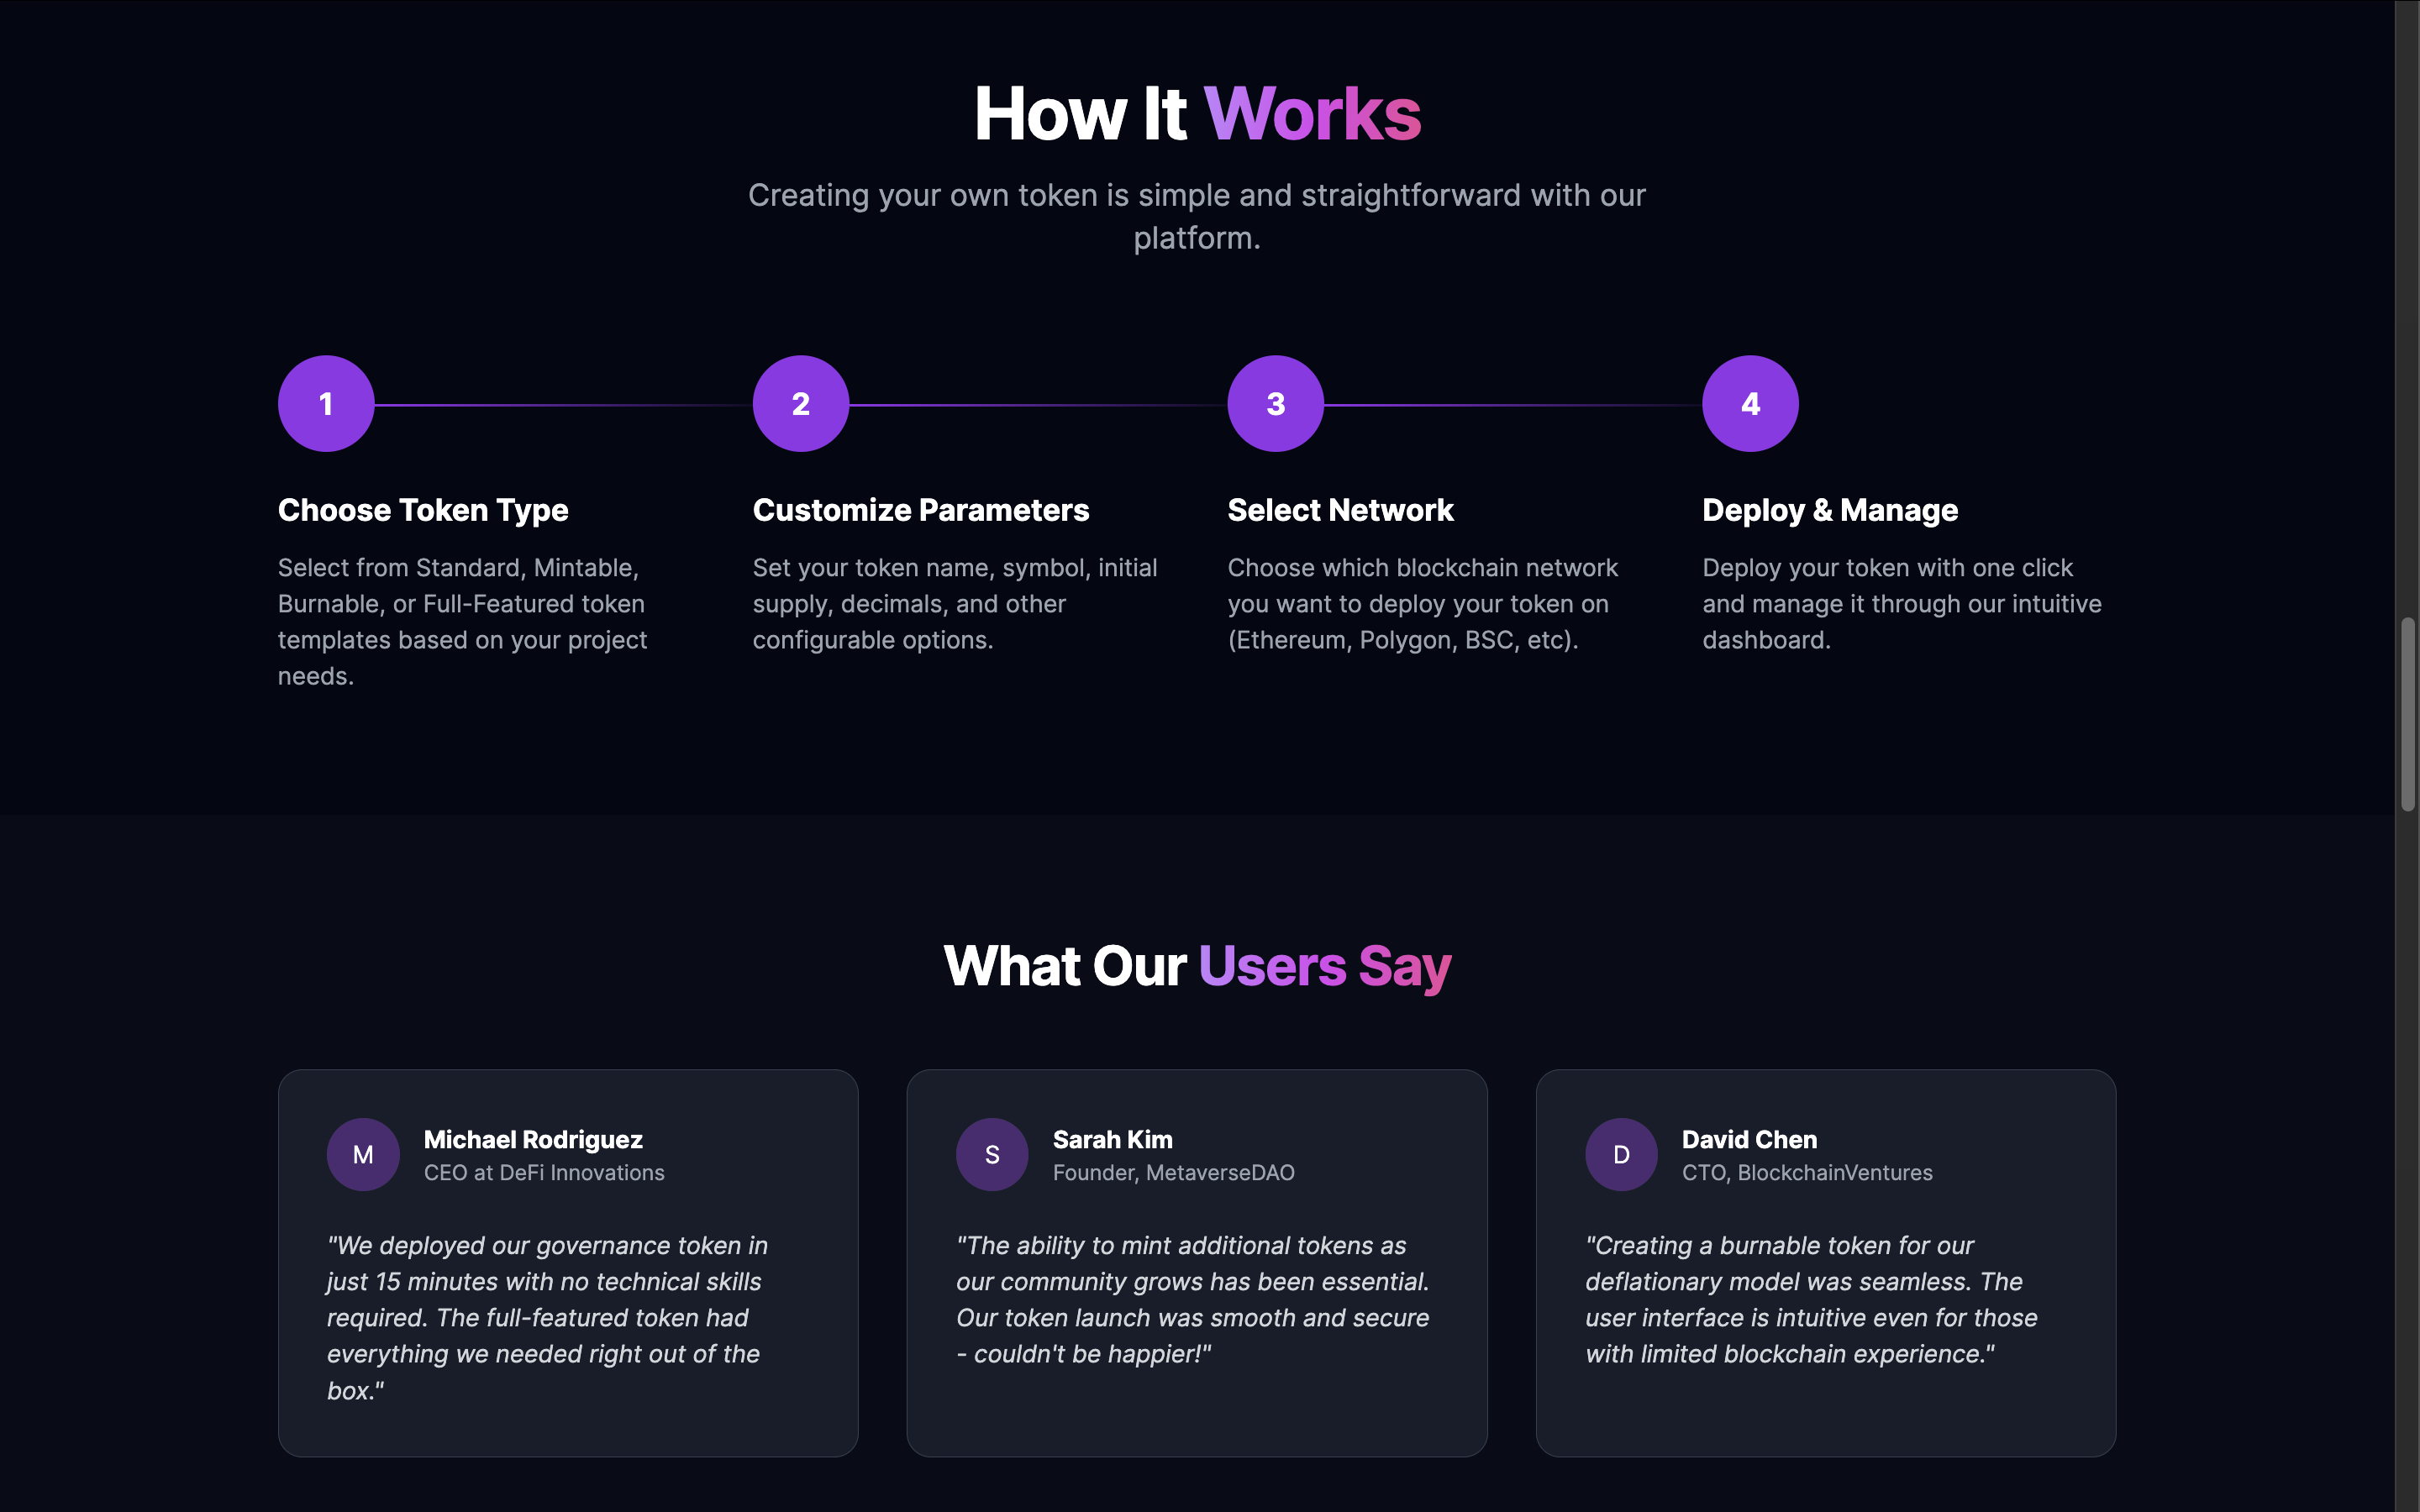 How It Works
Creating your own token is simple and straightforward with our
platform.
1
2
3
4
Choose Token Type
Select from Standard, Mintable,
Burnable, or Full-Featured token
templates based on your project
needs.
Customize Parameters
Set your token name, symbol, initial
supply, decimals, and other
configurable options.
Select Network
Choose which blockchain network
you want to deploy your token on
(Ethereum, Polygon, BSC, etc).
Deploy & Manage
Deploy your token with one click
and manage it through our intuitive
dashboard.
What Our Users Say
M
Michael Rodriguez
CEO at DeFi Innovations
"We deployed our governance token in
just 15 minutes with no technical skills
required. The full-featured token had
everything we needed right out of the
box."
S
Sarah Kim
Founder, MetaverseDAO
"The ability to mint additional tokens as
our community grows has been essential.
Our token launch was smooth and secure
- couldn't be happier!"
D
David Chen
CTO, BlockchainVentures
"Creating a burnable token for our
deflationary model was seamless. The
user interface is intuitive even for those
with limited blockchain experience."